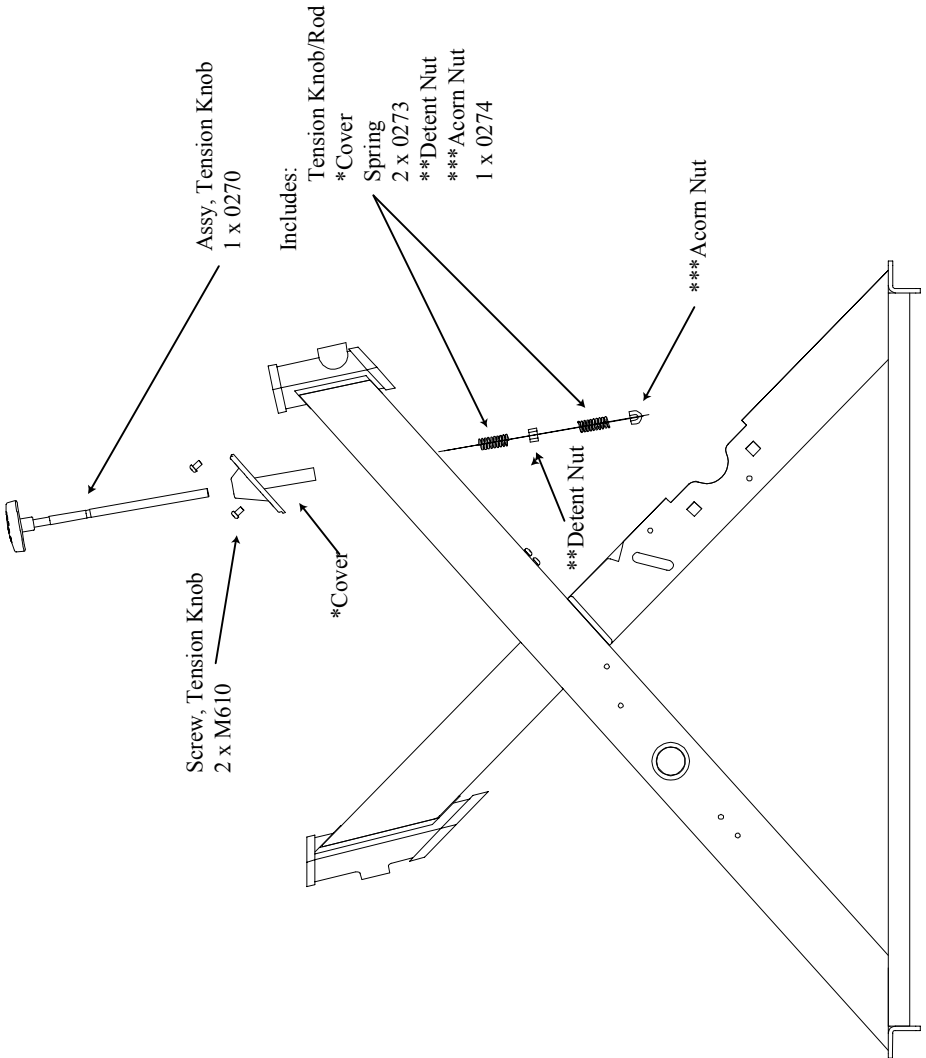 Assy, Tension Knob
1 x 0270
Includes:
Tension Knob/Rod
*Cover
Spring
2 x 0273
**Detent Nut
***Acorn Nut
1 x 0274
Screw, Tension Knob
2 x M610
*Cover
**Detent Nut
***Acorn Nut